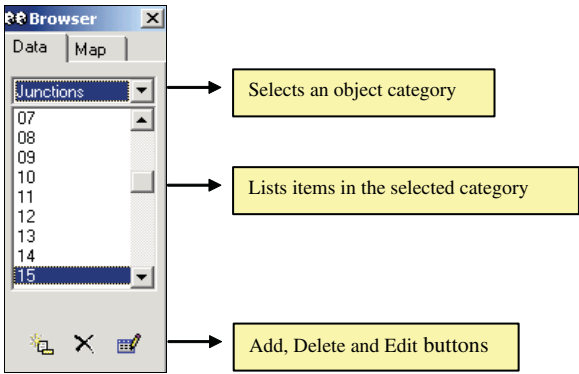 Browser
Data Map
Junctions
Selects an object category
07
08
09
10
11
12
13
14
15
Lists items in the selected category
Add, Delete and Edit buttons